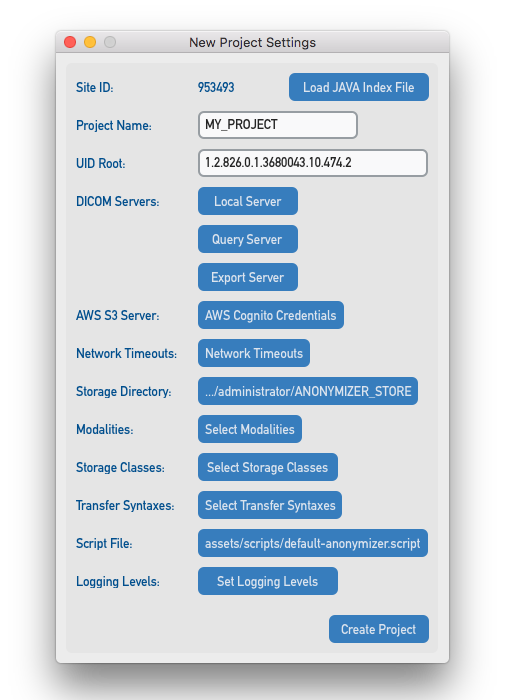 New Project Settings
Site ID: 953493 Load JAVA Index File
Project Name: MY_PROJECT
UID Root: 1.2.826.0.1.3680043.10.474.2
DICOM Servers: Local Server
Query Server
Export Server
AWS S3 Server: AWS Cognito Credentials
Network Timeouts: Network Timeouts
Storage Directory: .../administrator/ANONYMIZER_STORE
Modalities: Select Modalities
Storage Classes: Select Storage Classes
Transfer Syntaxes: Select Transfer Syntaxes
Script File: assets/scripts/default-anonymizer.script
Logging Levels: Set Logging Levels
Create Project